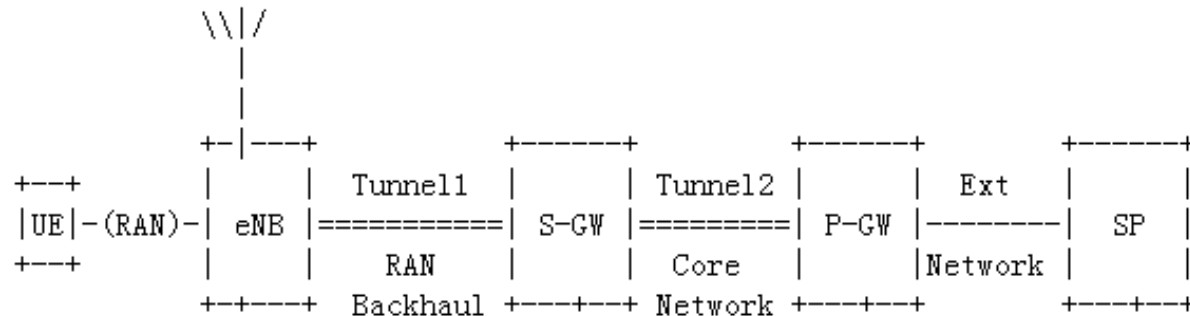 \\|/
|
|
+-|---+ +------+ +------+ +------+
+--+ | | Tunnel1 | | Tunnel2 | | Ext | |
|UE|-(RAN)-| eNB |===========| S-GW |=========| P-GW |--------| SP |
+--+ | | RAN | | Core | |Network | |
+-+---+ Backhaul +---+--+ Network +---+--+ +---+--+